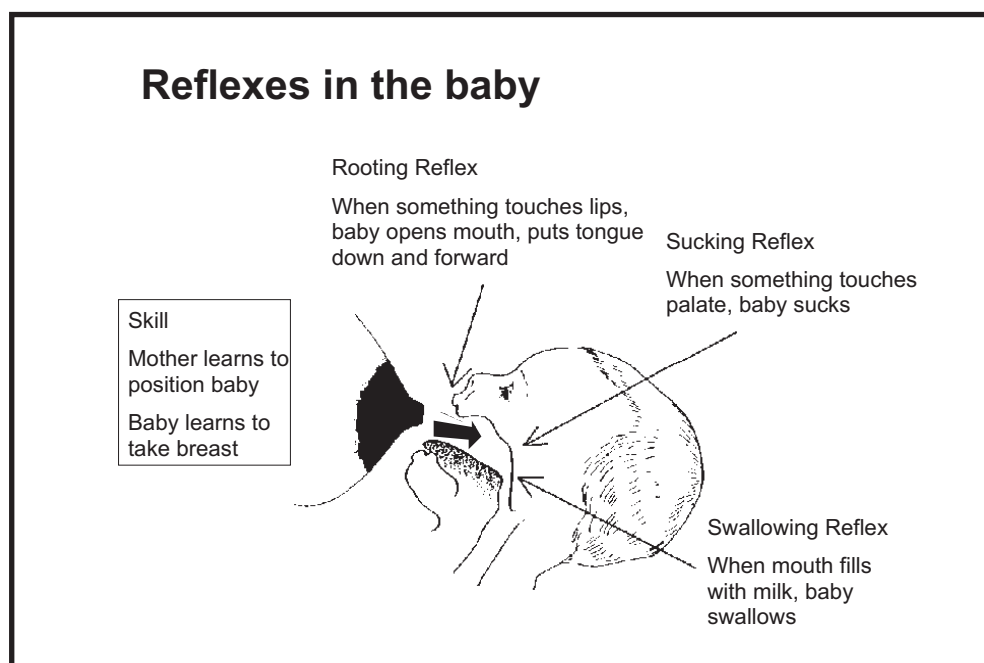 Reflexes in the baby
Rooting Reflex
When something touches lips,
baby opens mouth, puts tongue
down and forward
Sucking Reflex
When something touches
palate, baby sucks
Skill
Mother learns to
position baby
Baby learns to
take breast
Swallowing Reflex
When mouth fills
with milk, baby
swallows